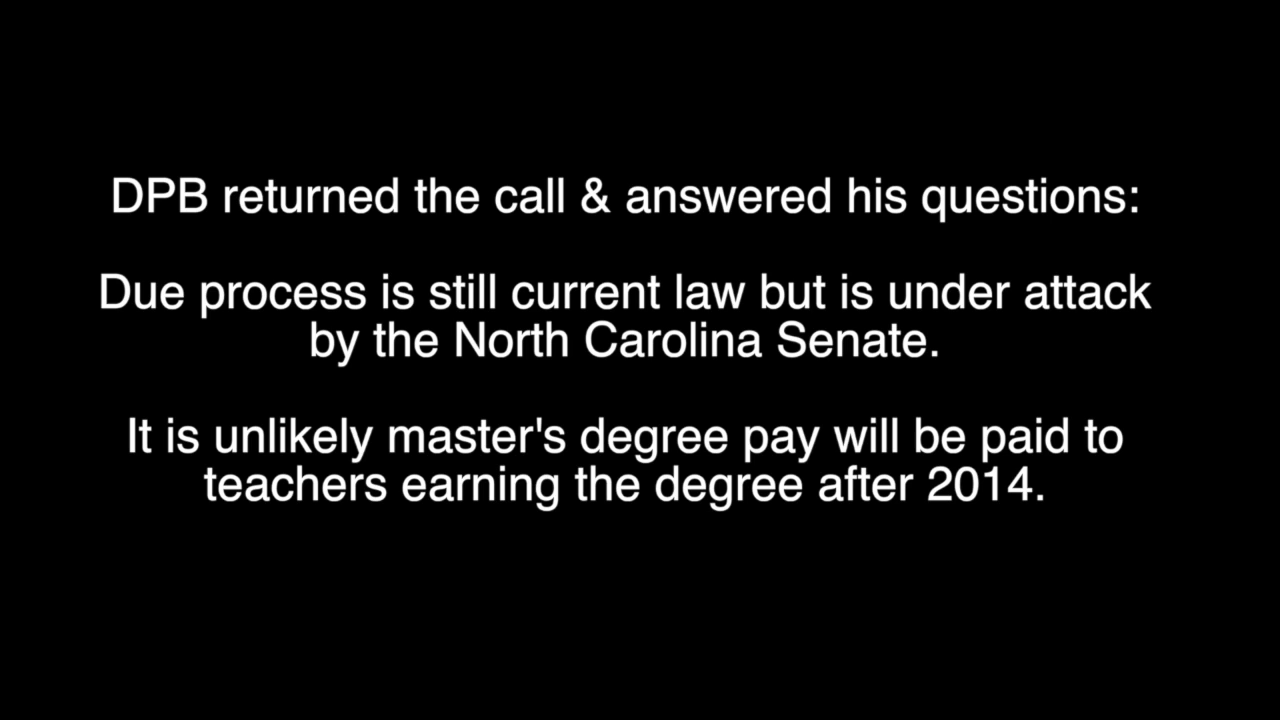 DPB returned the call & answered his questions:
Due process is still current law but is under attack
by the North Carolina Senate.
It is unlikely master's degree pay will be paid to
teachers earning the degree after 2014.